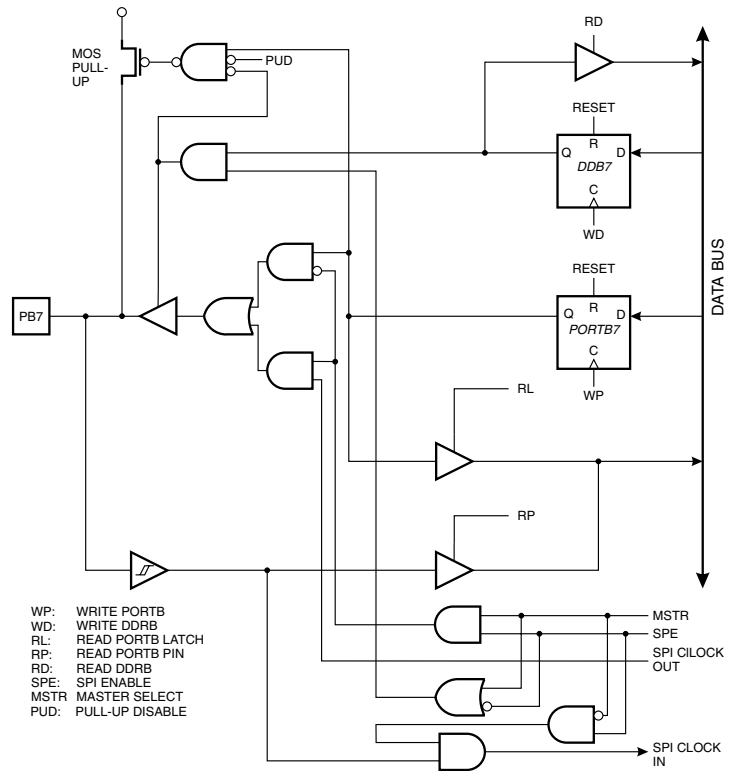 RD
MOS
PULL-
UP
PUD
RESET
R
Q
D
DDB7
C
WD
DATA BUS
RESET
R
Q
D
PB7
PORTB7
C
WP
RL
RP
WP: WRITE PORTB
WD: WRITE DDRB
RL: READ PORTB LATCH
RP: READ PORTB PIN
RD: READ DDRB
SPE: SPI ENABLE
MSTR MASTER SELECT
PUD: PULL-UP DISABLE
MSTR
SPE
SPI CILOCK
OUT
SPI CLOCK
IN